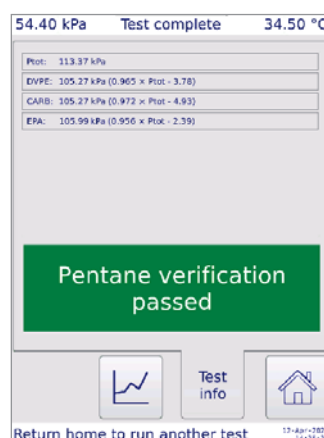 54.40 kPa Test complete 34.50 °C
Ptot: 113.37 kPa
DVPE: 105.27 kPa (0.965 × Ptot - 3.78)
CARB: 105.27 kPa (0.972 × Ptot - 4.93)
EPA: 105.99 kPa (0.956 × Ptot - 2.39)
Pentane verification
passed
Test
info
Return home to run another test